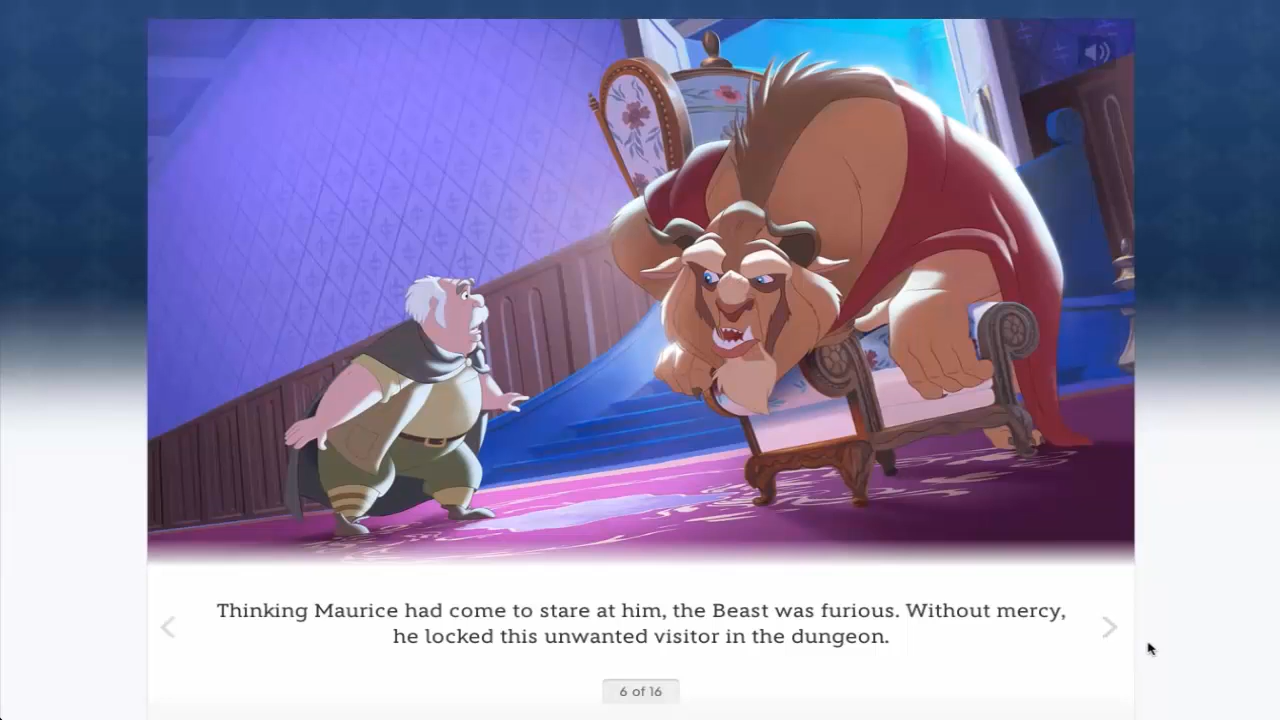 Thinking Maurice had come to stare at him, the Beast was furious. Without mercy,
he locked this unwanted visitor in the dungeon.
6 of 16